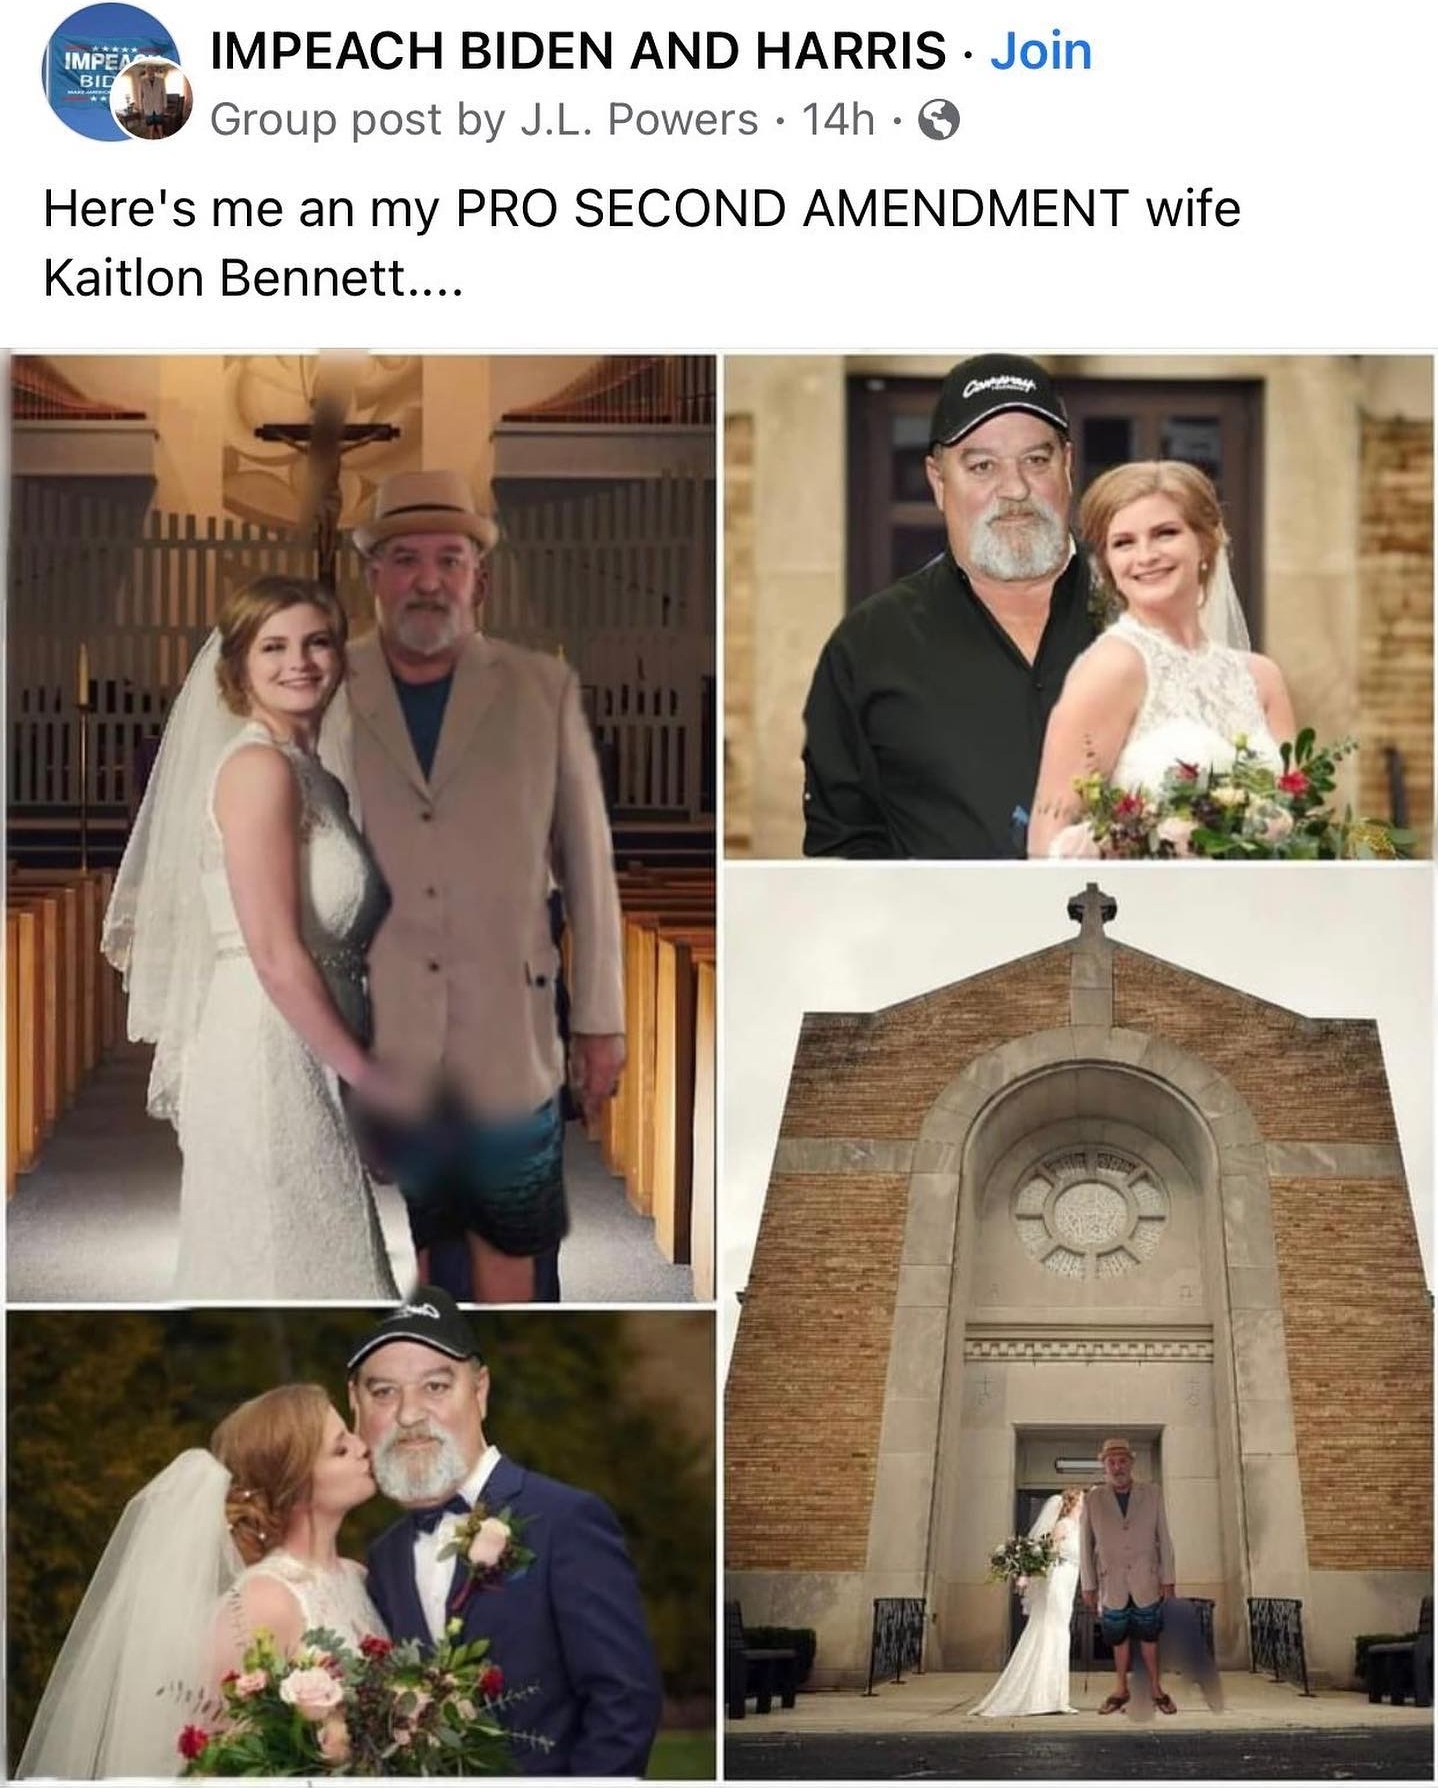 IMPEACH BIDEN AND HARRIS · Join
Group post by J.L. Powers · 14h ·
Here's me an my PRO SECOND AMENDMENT wife
Kaitlon Bennett....
IMPEA
BID